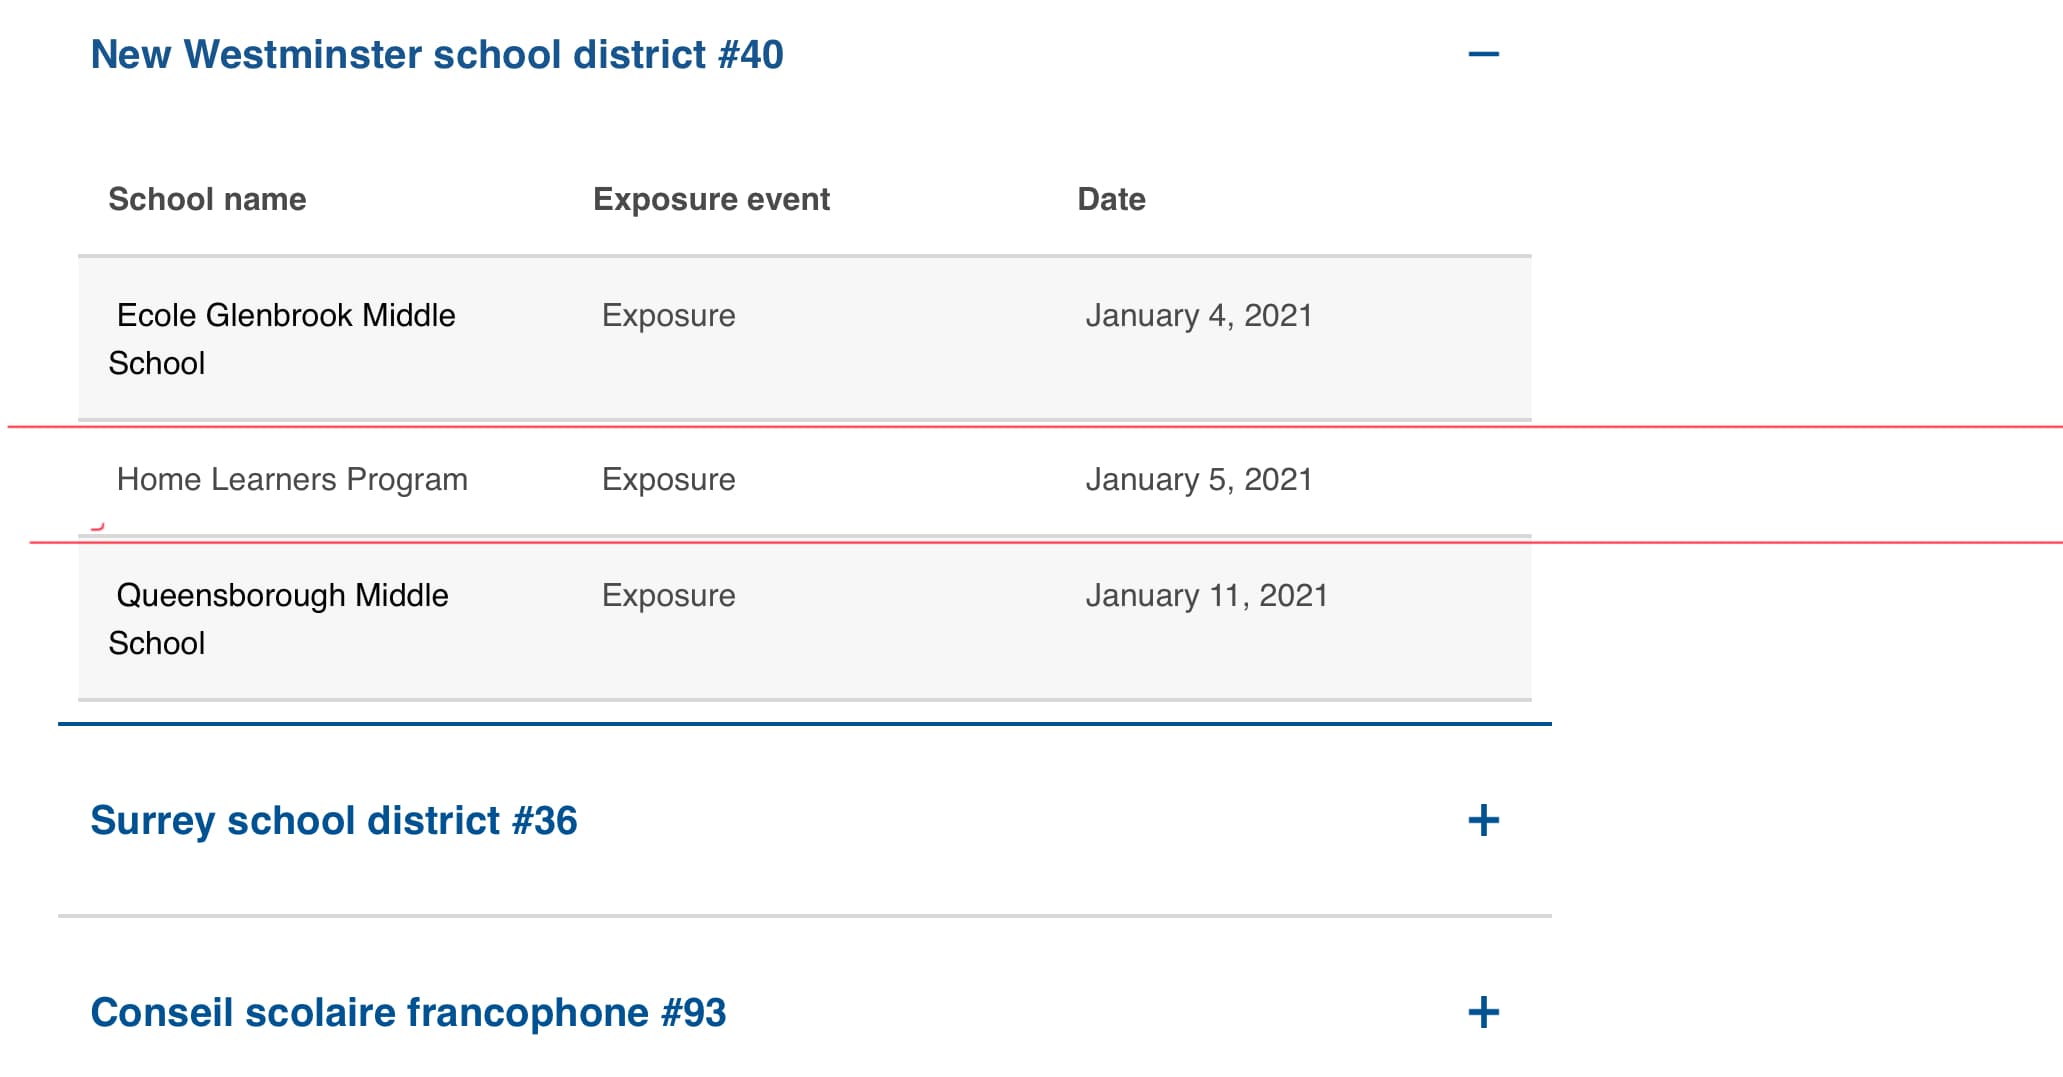 New Westminster school district #40 −
School name Exposure event Date
Ecole Glenbrook Middle Exposure January 4, 2021
School
Home Learners Program Exposure January 5, 2021
Queensborough Middle Exposure January 11, 2021
School
Surrey school district #36 +
Conseil scolaire francophone #93 +